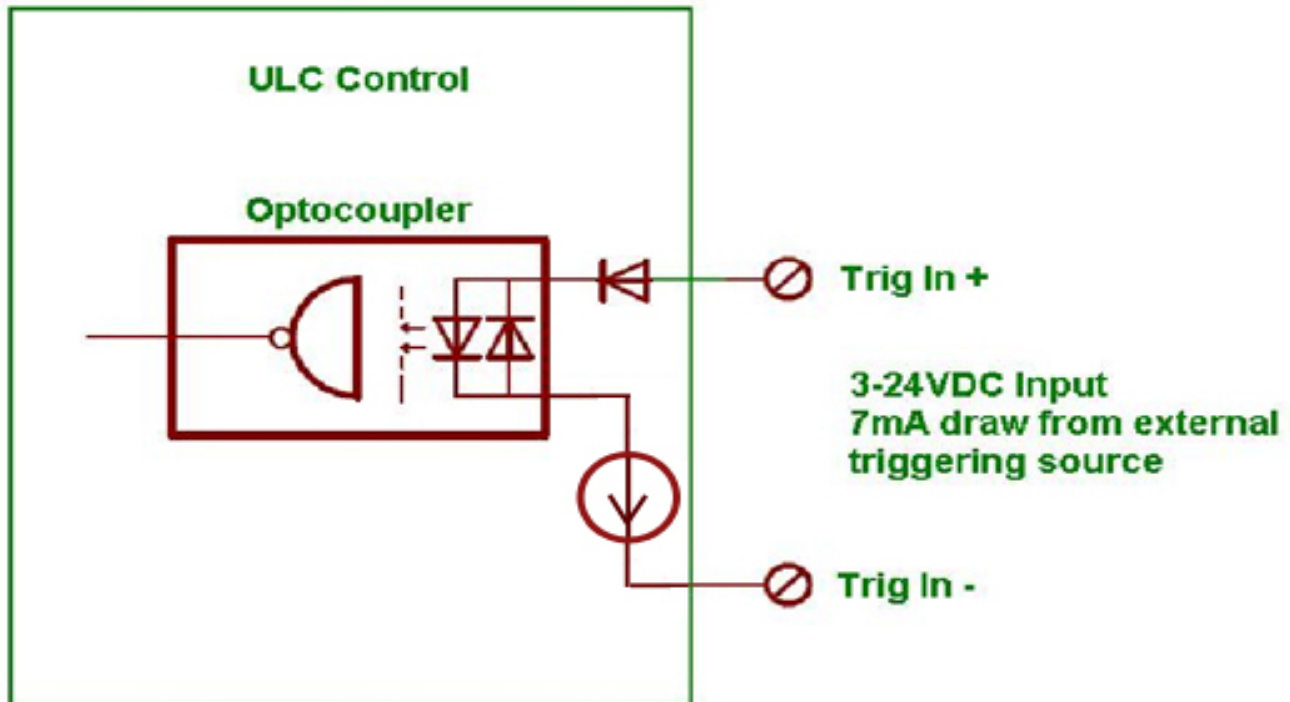 ULC Control
Optocoupler
Trig In +
3-24VDC Input
7mA draw from external
triggering source
Trig In -